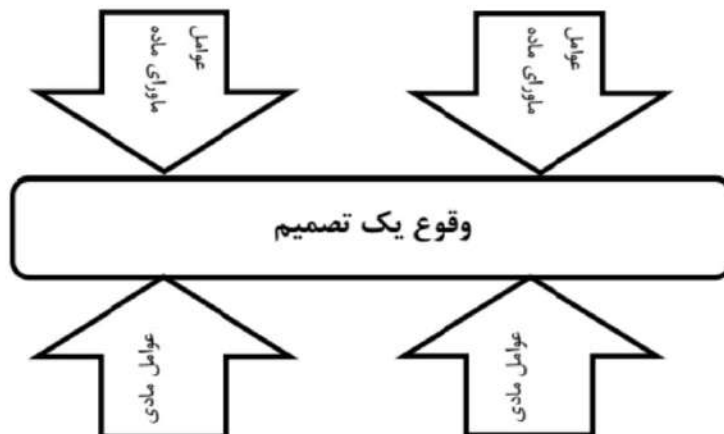 عوامل
ماورای ماده
عوامل
ماورای ماده
وقوع یک تصمیم
عوامل مادی
عوامل مادی